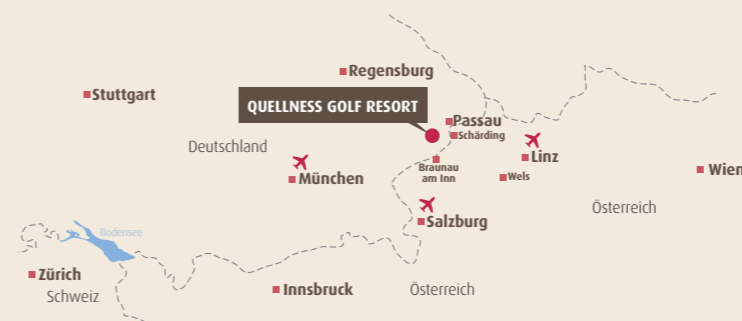 Regensburg
Stuttgart
QUELLNESS GOLF RESORT
Passau
Schärding
Deutschland
Linz
Braunau
am Inn
Wien
München
Wels
Österreich
Salzburg
Bodensee
Zürich
Schweiz
Innsbruck
Österreich